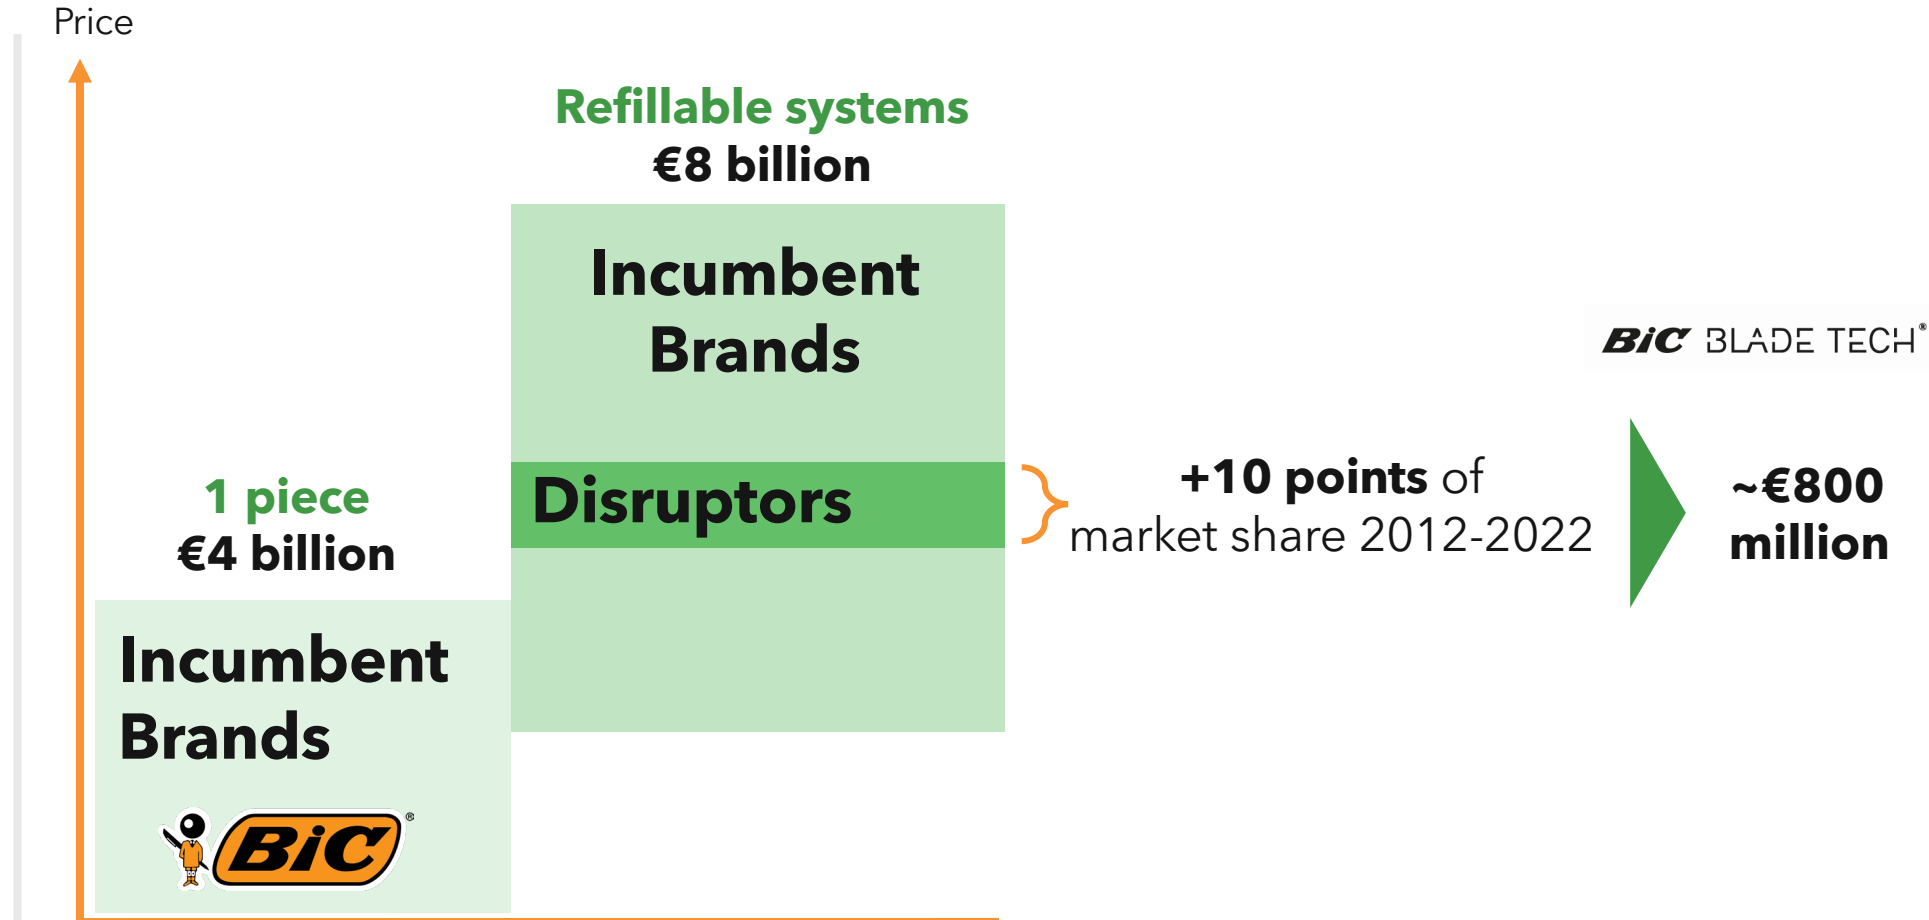 Price
Refillable systems
€8 billion
Incumbent
Brands
BiC BLADE TECH®
Disruptors
+10 points of
market share 2012-2022
~€800
million
1 piece
€4 billion
Incumbent
Brands
BiC®